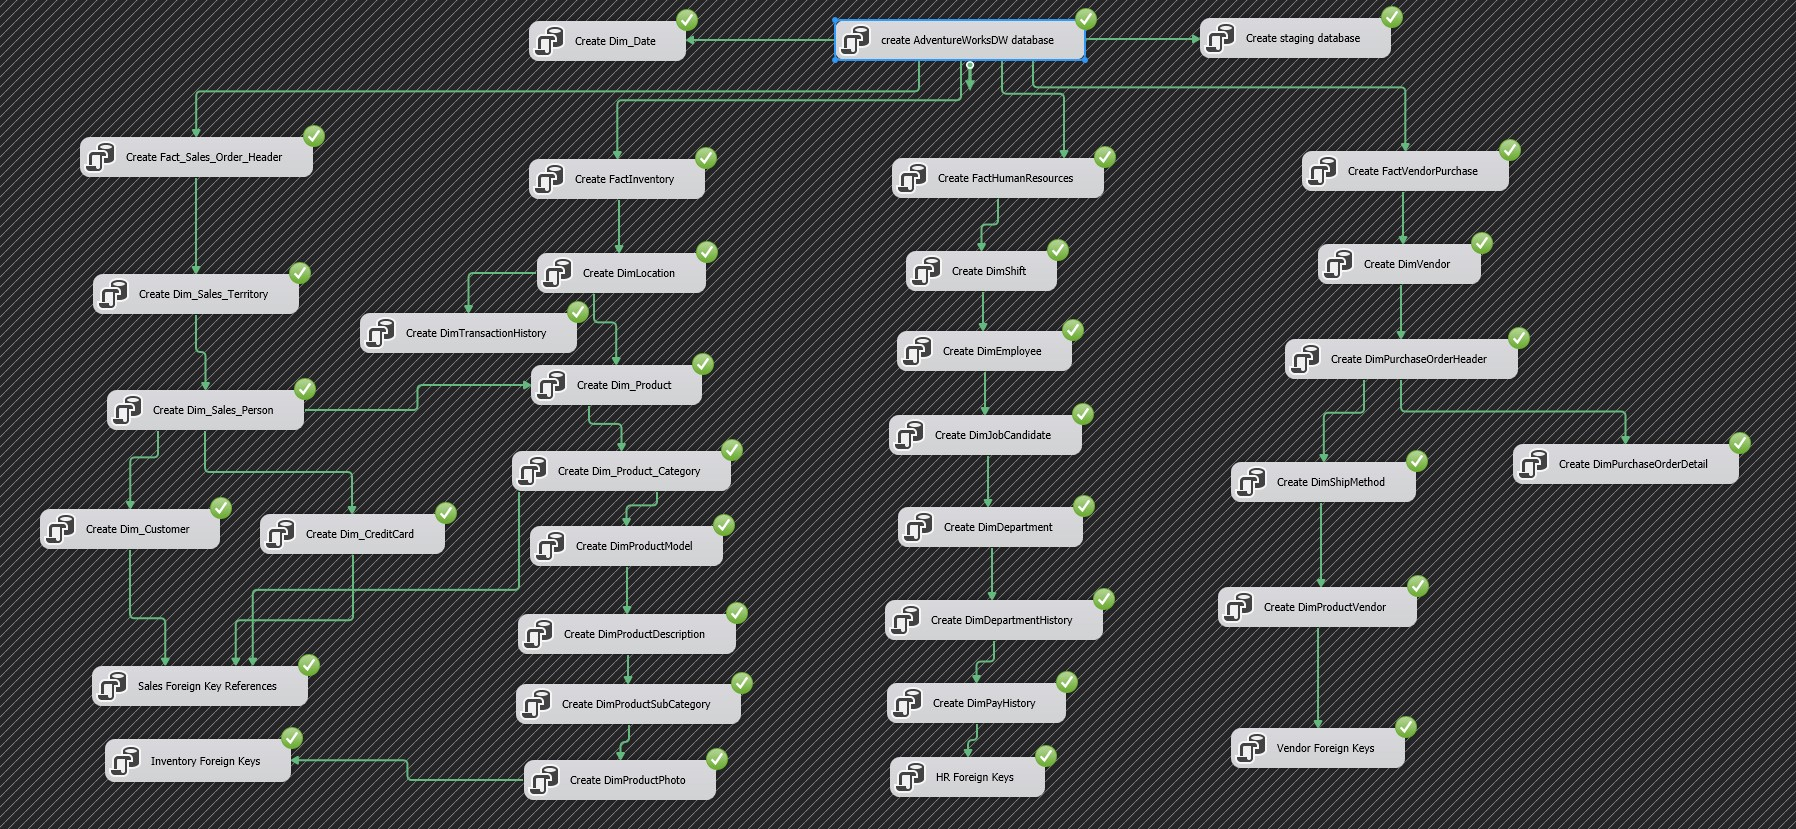 Create Dim_Date
create AdventureWorksDW database
Create staging database
Create Fact_Sales_Order_Header
Create FactInventory
Create FactHumanResources
Create FactVendorPurchase
Create Dim_Sales_Territory
Create DimLocation
Create DimShift
Create DimVendor
Create DimTransactionHistory
Create DimEmployee
Create DimPurchaseOrderHeader
Create Dim_Sales_Person
Create Dim_Product
Create DimJobCandidate
Create Dim_Product_Category
Create DimPurchaseOrderDetail
Create DimShipMethod
Create Dim_Customer
Create Dim_CreditCard
Create DimProductModel
Create DimDepartment
Create DimProductDescription
Create DimDepartmentHistory
Create DimProductVendor
Sales Foreign Key References
Create DimProductSubCategory
Create DimPayHistory
Inventory Foreign Keys
Create DimProductPhoto
HR Foreign Keys
Vendor Foreign Keys